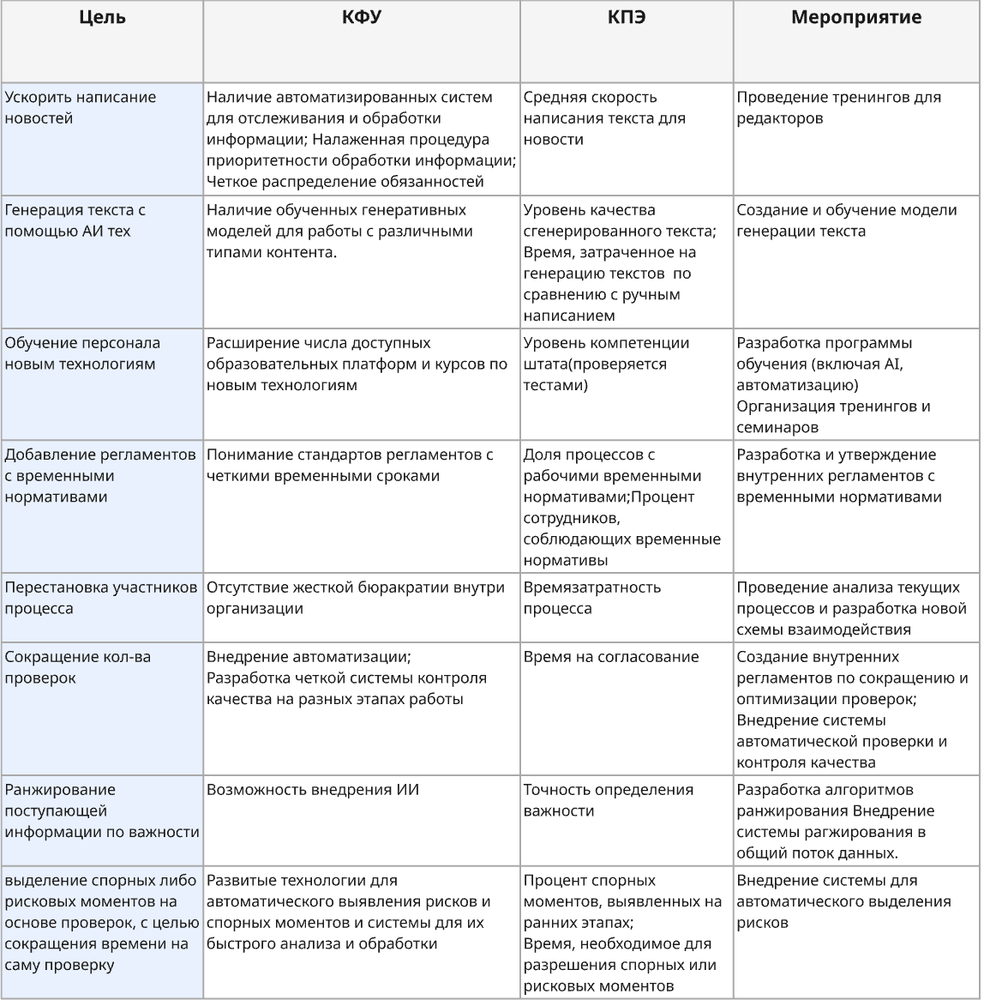 Цель
КФУ
КПЭ
Мероприятие
Ускорить написание
новостей
Наличие автоматизированных систем
для отслеживания и обработки
информации; Налаженная процедура
приоритетности обработки информации;
Четкое распределение обязанностей
Средняя скорость
написания текста для
новости
Проведение тренингов для
редакторов
Генерация текста с
помощью АИ тех
Наличие обученных генеративных
моделей для работы с различными
типами контента.
Уровень качества
сгенерированного текста;
Время, затраченное на
генерацию текстов  по
сравнению с ручным
написанием
Создание и обучение модели
генерации текста
Обучение персонала
новым технологиям
Расширение числа доступных
образовательных платформ и курсов по
новым технологиям
Уровень компетенции
штата(проверяется
тестами)
Разработка программы
обучения (включая AI,
автоматизацию)
Организация тренингов и
семинаров
Добавление регламентов
с временными
нормативами
Понимание стандартов регламентов с
четкими временными сроками
Доля процессов с
рабочими временными
нормативами;Процент
сотрудников,
соблюдающих временные
нормативы
Разработка и утверждение
внутренних регламентов с
временными нормативами
Перестановка участников
процесса
Отсутствие жесткой бюракратии внутри
организации
Времязатратность
процесса
Проведение анализа текущих
процессов и разработка новой
схемы взаимодействия
Сокращение кол-ва
проверок
Внедрение автоматизации;
Разработка четкой системы контроля
качества на разных этапах работы
Время на согласование
Создание внутренних
регламентов по сокращению и
оптимизации проверок;
Внедрение системы
автоматической проверки и
контроля качества
Ранжирование
поступающей
информации по важности
Возможность внедрения ИИ
Точность определения
важности
Разработка алгоритмов
ранжирования Внедрение
системы рагжирования в
общий поток данных.
выделение спорных либо
рисковых моментов на
основе проверок, с целью
сокращения времени на
саму проверку
Развитые технологии для
автоматического выявления рисков и
спорных моментов и системы для их
быстрого анализа и обработки
Процент спорных
моментов, выявленных на
ранних этапах;
Время, необходимое для
разрешения спорных или
рисковых моментов
Внедрение системы для
автоматического выделения
рисков